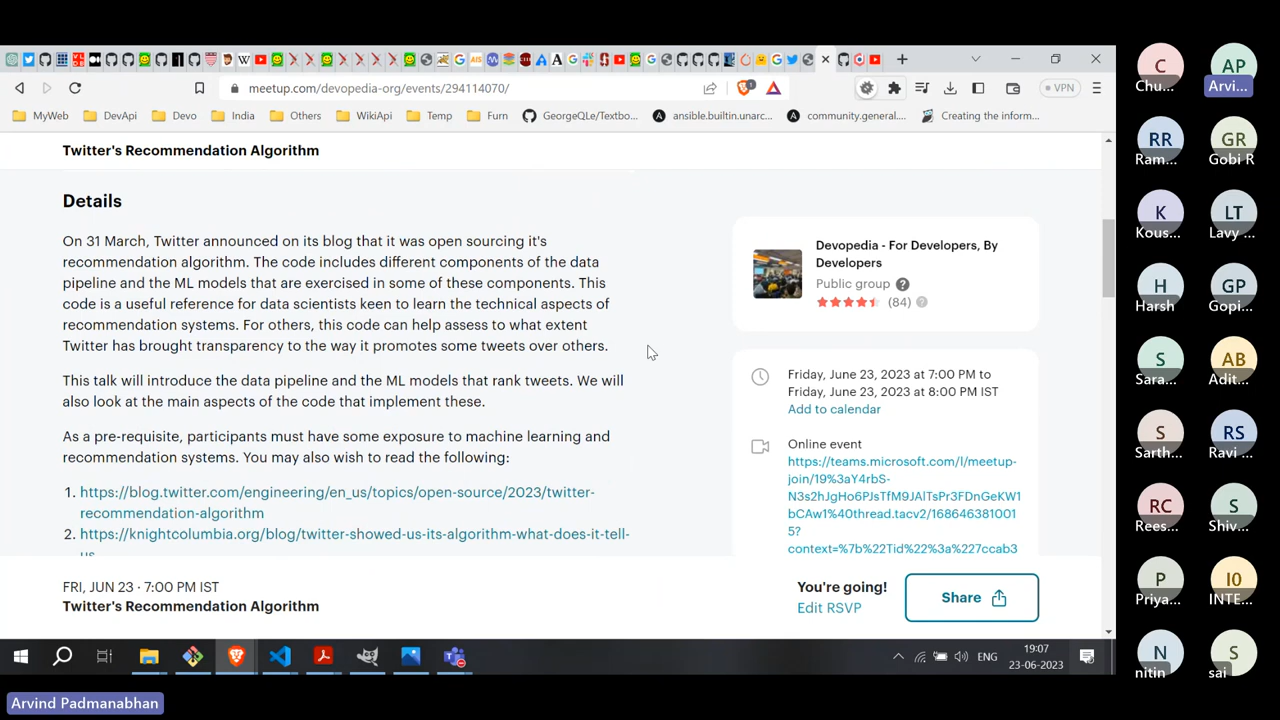 meetup.com/devopedia-org/events/294114070/
1
VPN
MyWeb
DevApi
Devo
India
Others
WikiApi
Temp
Furn
GeorgeQLe/Textbo...
ansible.builtin.unarc...
community.general....
Creating the inform...
Twitter's Recommendation Algorithm
Details
On 31 March, Twitter announced on its blog that it was open sourcing it's
recommendation algorithm. The code includes different components of the data
pipeline and the ML models that are exercised in some of these components. This
code is a useful reference for data scientists keen to learn the technical aspects of
recommendation systems. For others, this code can help assess to what extent
Twitter has brought transparency to the way it promotes some tweets over others.
This talk will introduce the data pipeline and the ML models that rank tweets. We will
also look at the main aspects of the code that implement these.
As a pre-requisite, participants must have some exposure to machine learning and
recommendation systems. You may also wish to read the following:
1. https://blog.twitter.com/engineering/en_us/topics/open-source/2023/twitter-
recommendation-algorithm
2. https://knightcolumbia.org/blog/twitter-showed-us-its-algorithm-what-does-it-tell-
us
Devopedia - For Developers, By
Developers
Public group
(84)
Friday, June 23, 2023 at 7:00 PM to
Friday, June 23, 2023 at 8:00 PM IST
Add to calendar
Online event
https://teams.microsoft.com/l/meetup-
join/19%3aY4rbS-
N3s2hJgHo6PJsTfM9JAlTsPr3FDnGeKW1
bCAw1%40thread.tacv2/168646381001
5?
context=%7b%22Tid%22%3a%227ccab3
FRI, JUN 23 · 7:00 PM IST
Twitter's Recommendation Algorithm
You're going!
Edit RSVP
Share
ENG
19:07
23-06-2023
Arvind Padmanabhan
C
Chu...
AP
Arvi...
RR
Ram...
GR
Gobi R
K
Kous...
LT
Lavy ...
H
Harsh
GP
Gopi...
S
Sara...
AB
Adit...
S
Sarth...
RS
Ravi ...
RC
Rees...
S
Shiv...
P
Priya...
I0
INTE...
N
nitin
S
sai